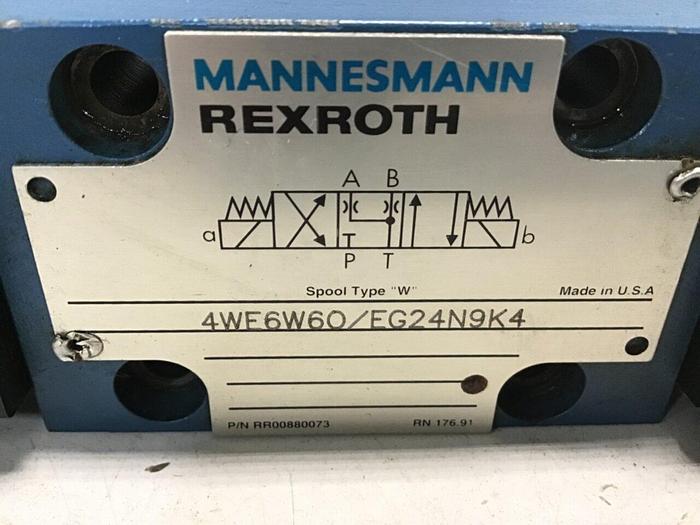 MANNESMANN
REXROTH
A B
a b
P T
Spool Type "W" Made in U.S.A
4WE6W60/EG24N9K4
P/N RR00880073 RN 176.91